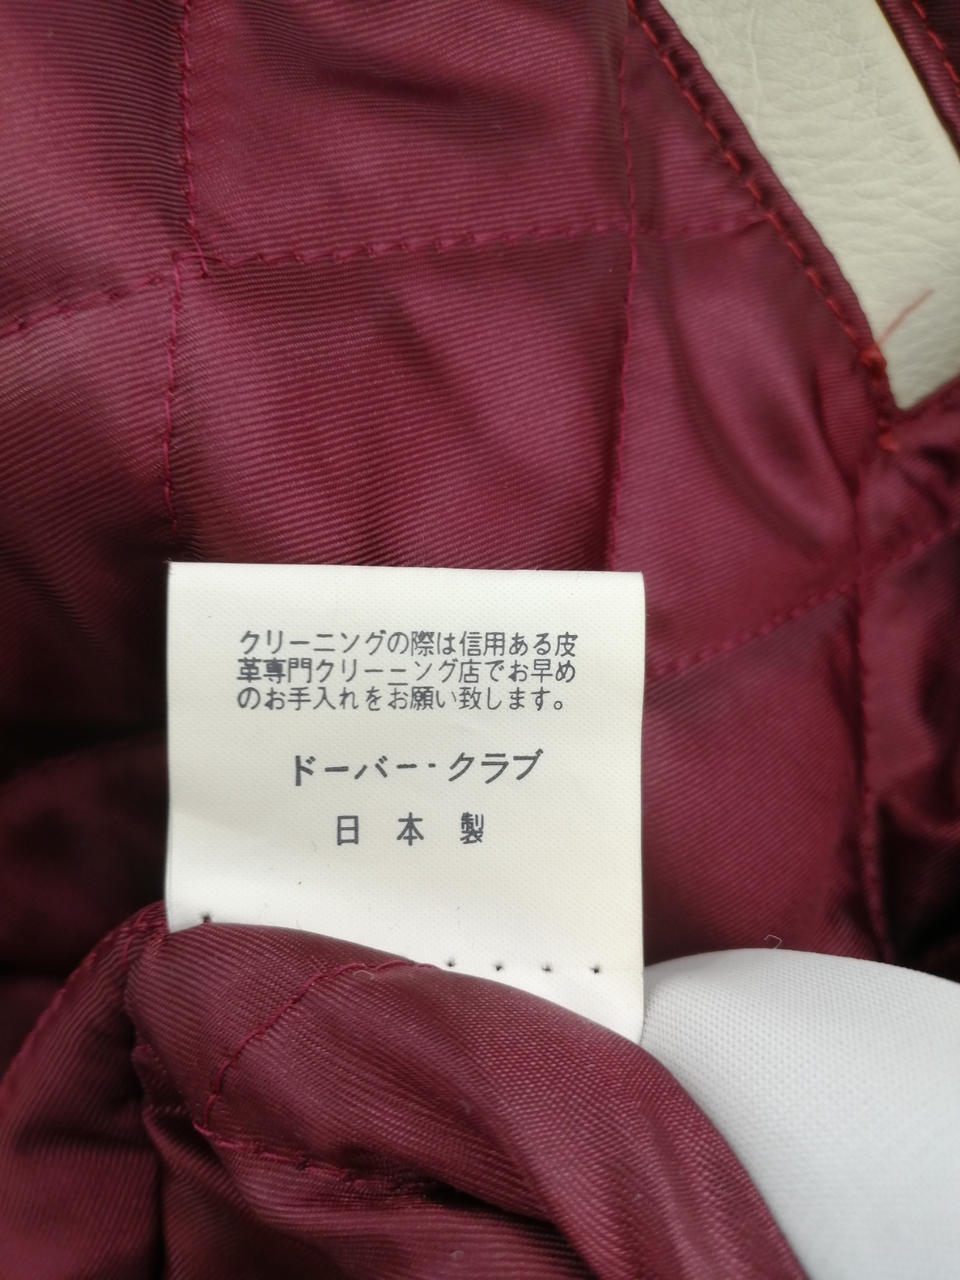 クリーニングの際は信用ある皮
革専門クリーニング店でお早め
のお手入れをお願い致します。
ドーバー・クラブ
日本製